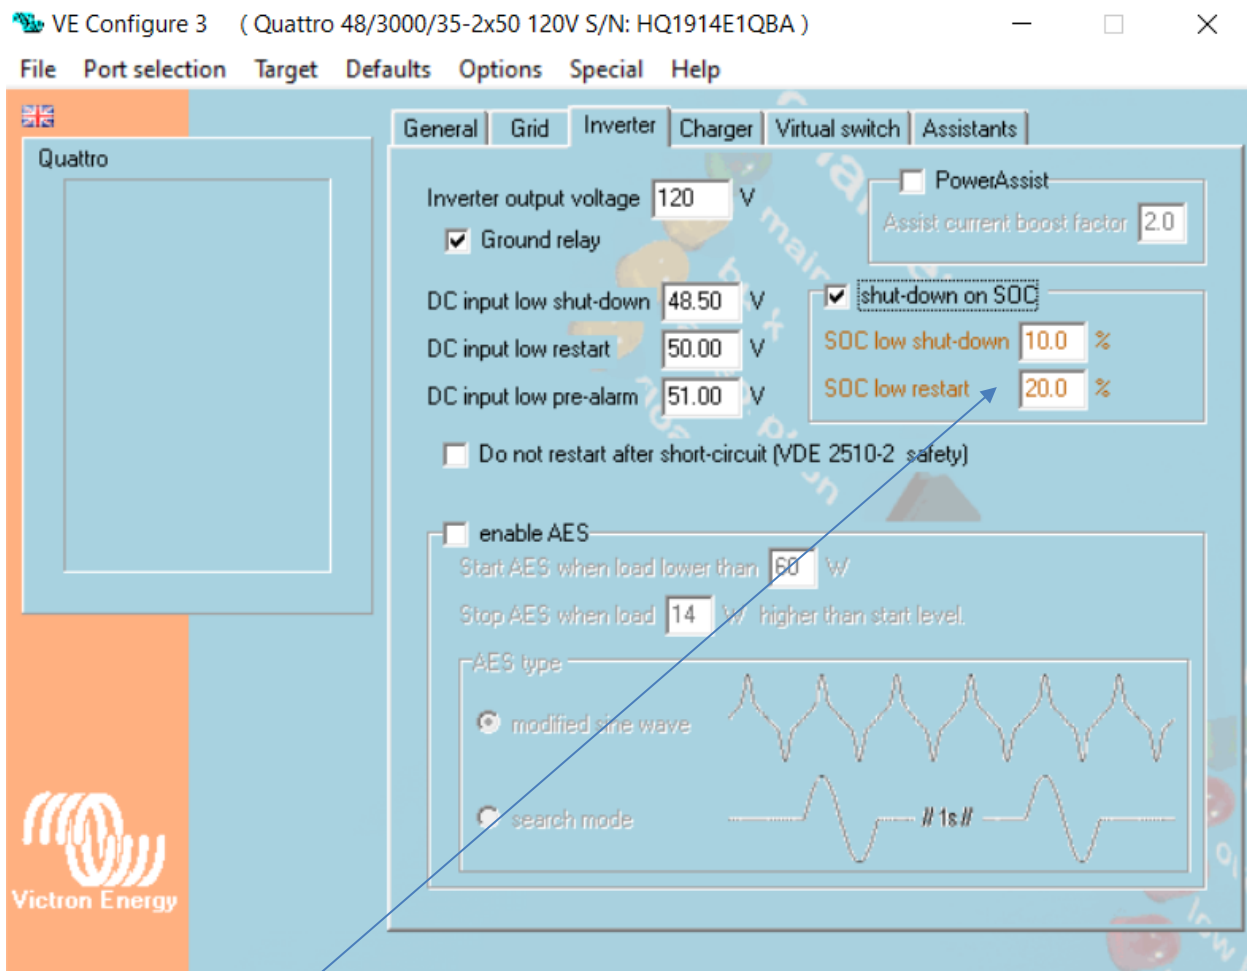 VE Configure 3 ( Quattro 48/3000/35-2x50 120V S/N: HQ1914E1QBA )
File Port selection Target Defaults Options Special Help
General Grid Inverter Charger Virtual switch Assistants
Quattro
Inverter output voltage 120 V
PowerAssist
Assist current boost factor 2.0
Ground relay
DC input low shut-down 48.50 V
shut-down on SOC
SOC low shut-down 10.0 %
DC input low restart 50.00 V
SOC low restart 20.0 %
DC input low pre-alarm 51.00 V
Do not restart after short-circuit (VDE 2510-2 safety)
enable AES
Start AES when load lower than 60 W
Stop AES when load 14 W higher than start level.
AES type
modified sine wave
search mode
// 1s //
Victron Energy